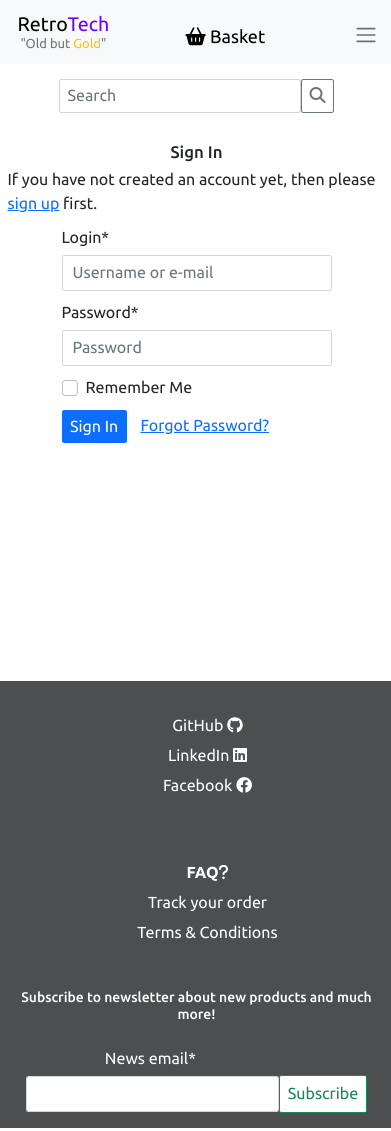 RetroTech
"Old but Gold"
Basket
Search
Sign In
If you have not created an account yet, then please
sign up first.
Login*
Username or e-mail
Password*
Password
Remember Me
Sign In Forgot Password?
GitHub
LinkedIn
Facebook
FAQ?
Track your order
Terms & Conditions
Subscribe to newsletter about new products and much
more!
News email*
Subscribe